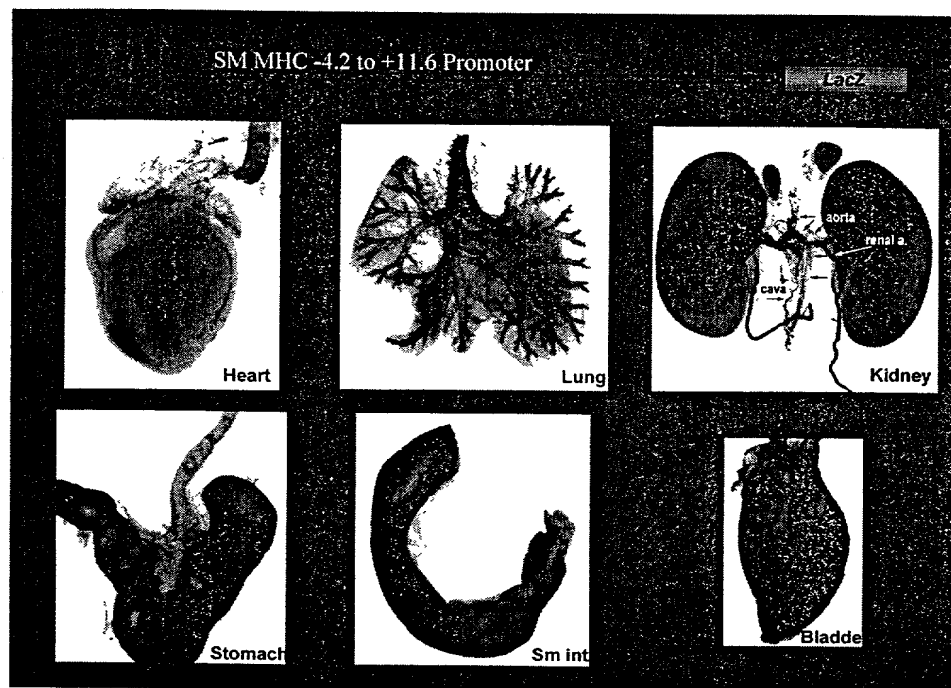 SM MHC -4.2 to +11.6 Promoter
LacZ
Heart
Lung
aorta
renal a.
cava
Kidney
Stomach
Sm int
Bladde